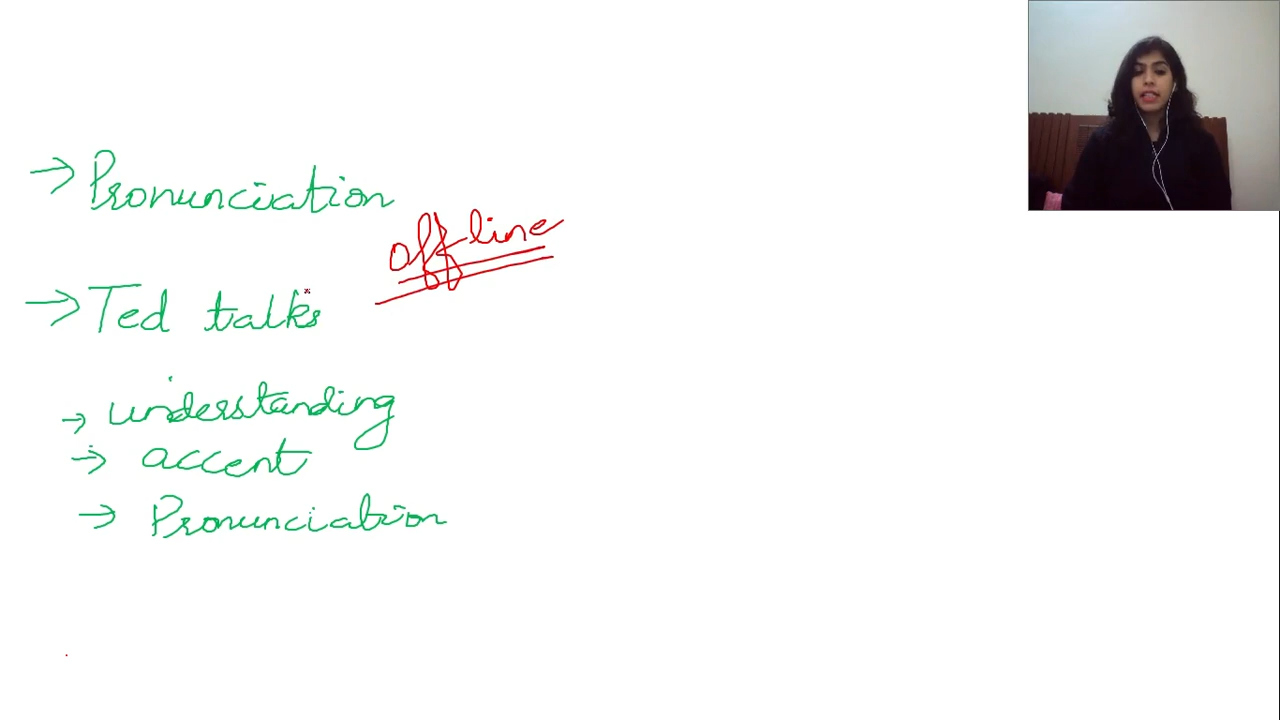 → Pronunciation
offline
→ Ted talks
→ understanding
→ accent
→ Pronunciation